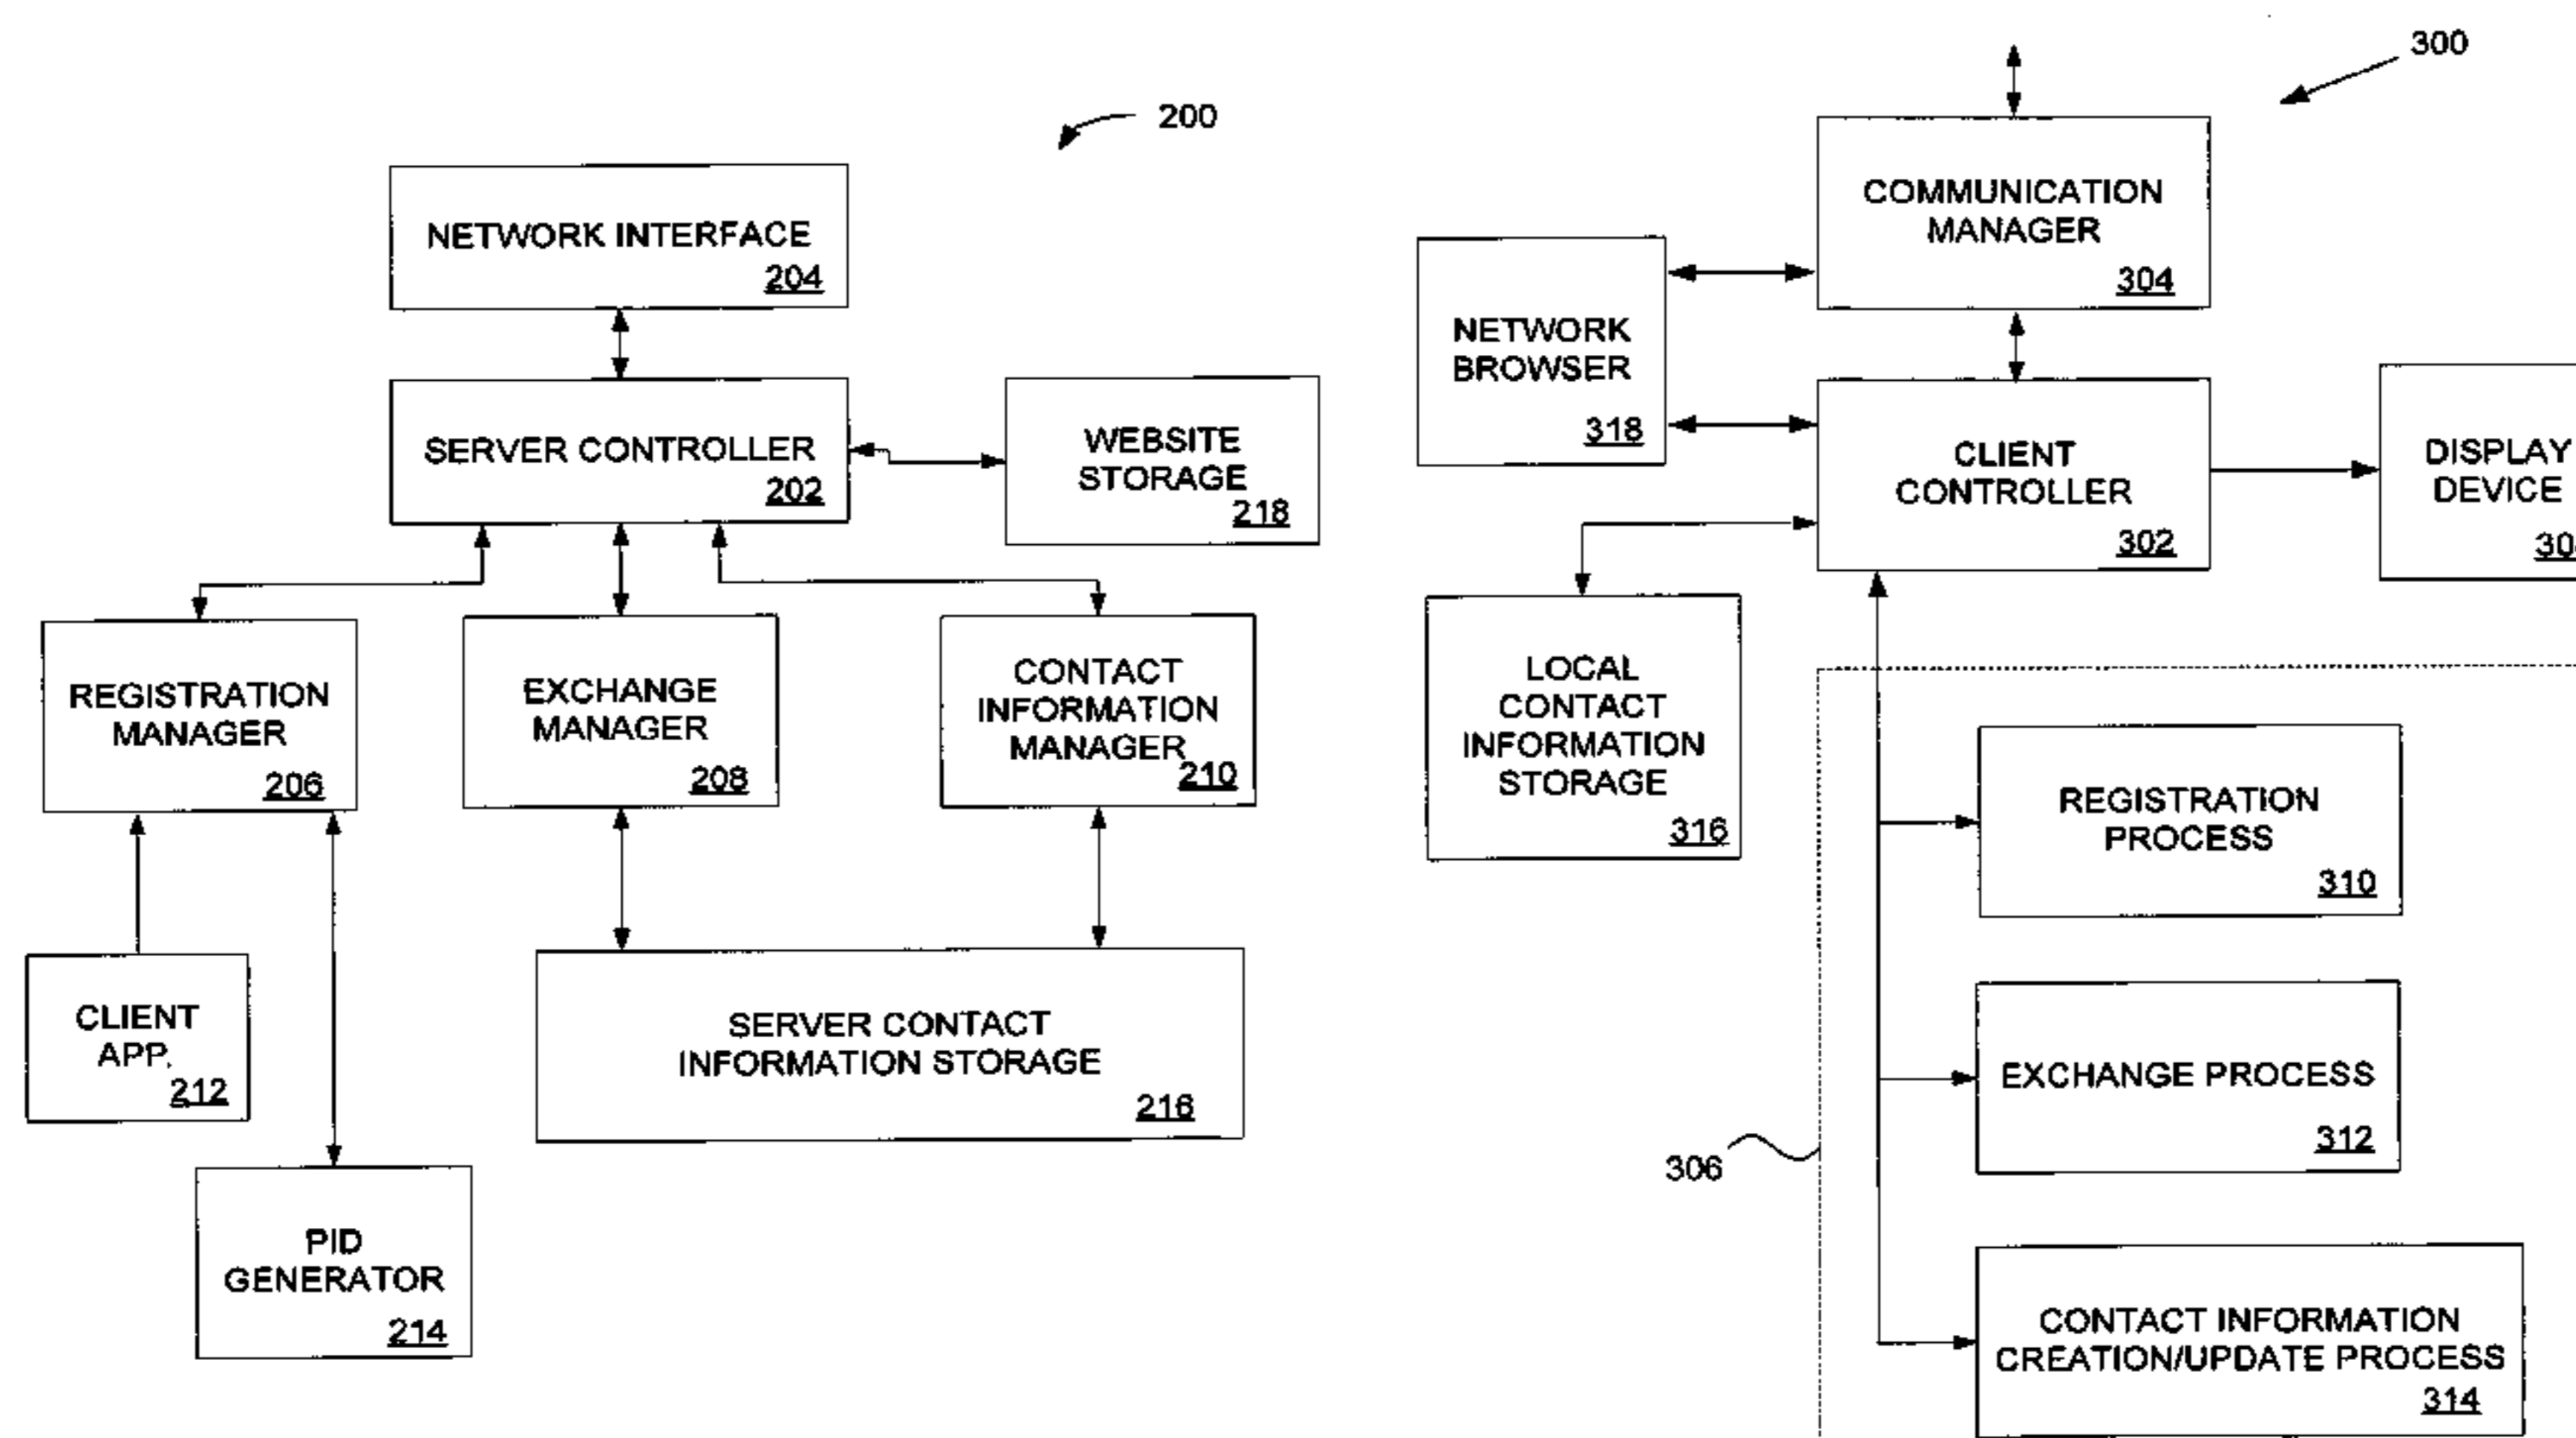 200
NETWORK INTERFACE
204
SERVER CONTROLLER
202
WEBSITE
STORAGE
218
REGISTRATION
MANAGER
206
EXCHANGE
MANAGER
208
CONTACT
INFORMATION
MANAGER
210
CLIENT
APP.
212
SERVER CONTACT
INFORMATION STORAGE
216
PID
GENERATOR
214
300
COMMUNICATION
MANAGER
304
NETWORK
BROWSER
318
CLIENT
CONTROLLER
302
DISPLAY
DEVICE
LOCAL
CONTACT
INFORMATION
STORAGE
316
REGISTRATION
PROCESS
310
EXCHANGE PROCESS
312
306
CONTACT INFORMATION
CREATION/UPDATE PROCESS
314